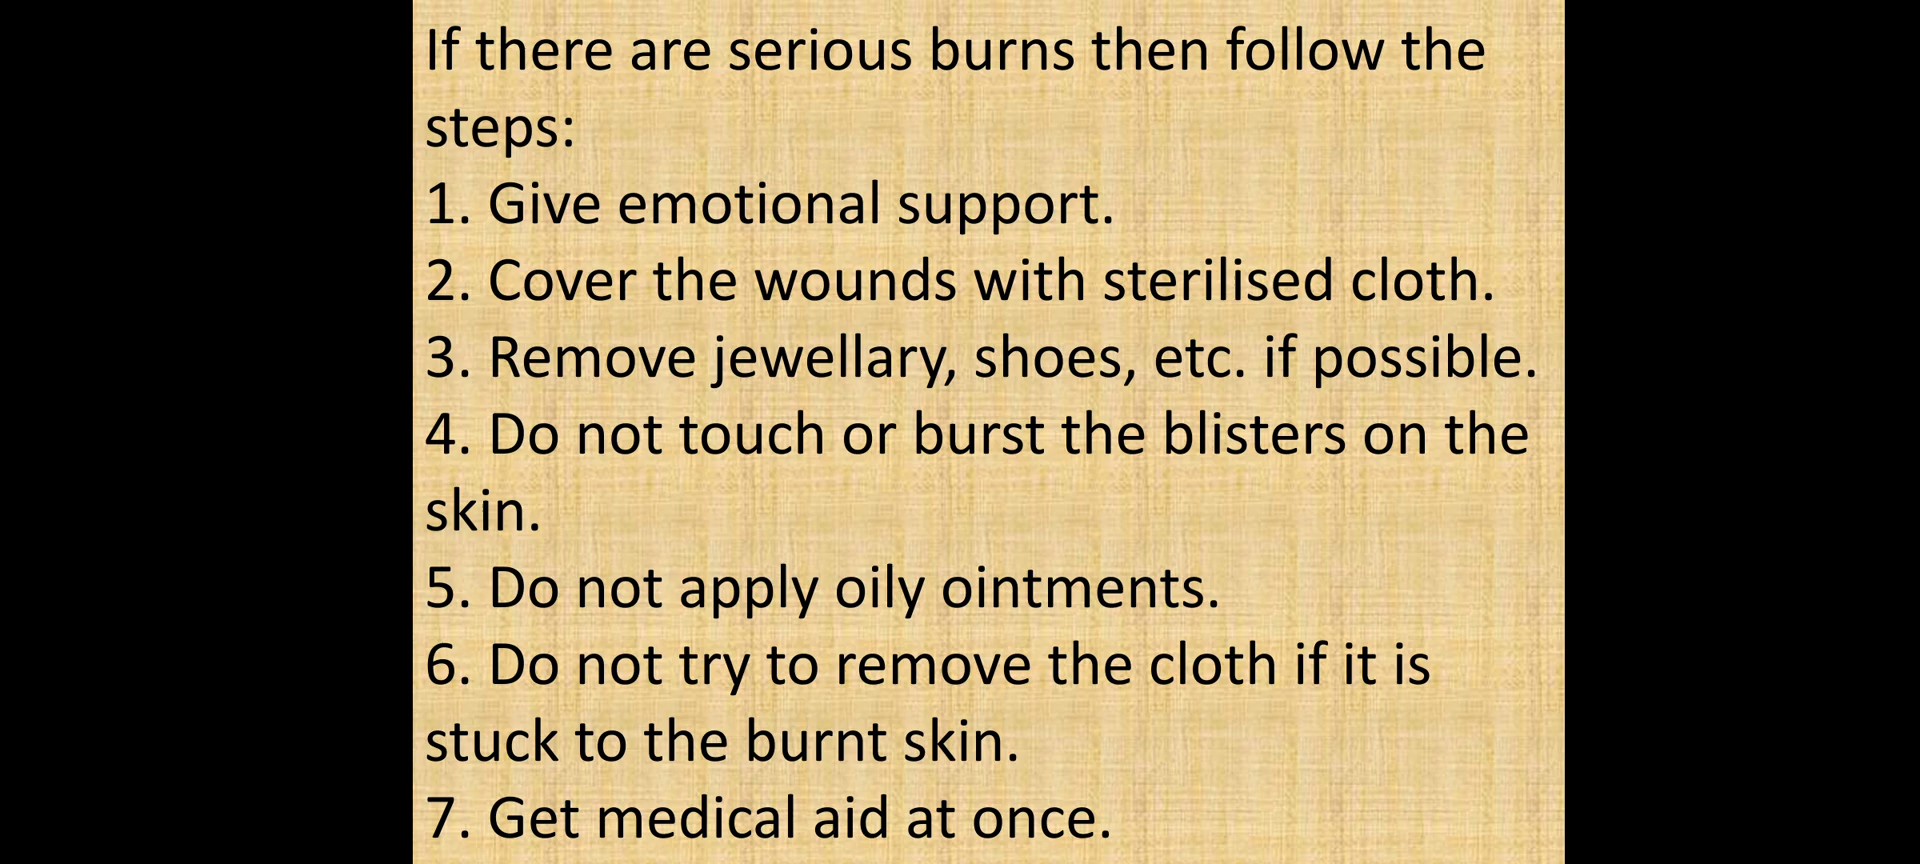 If there are serious burns then follow the
steps:
1. Give emotional support.
2. Cover the wounds with sterilised cloth.
3. Remove jewellary, shoes, etc. if possible.
4. Do not touch or burst the blisters on the
skin.
5. Do not apply oily ointments.
6. Do not try to remove the cloth if it is
stuck to the burnt skin.
7. Get medical aid at once.